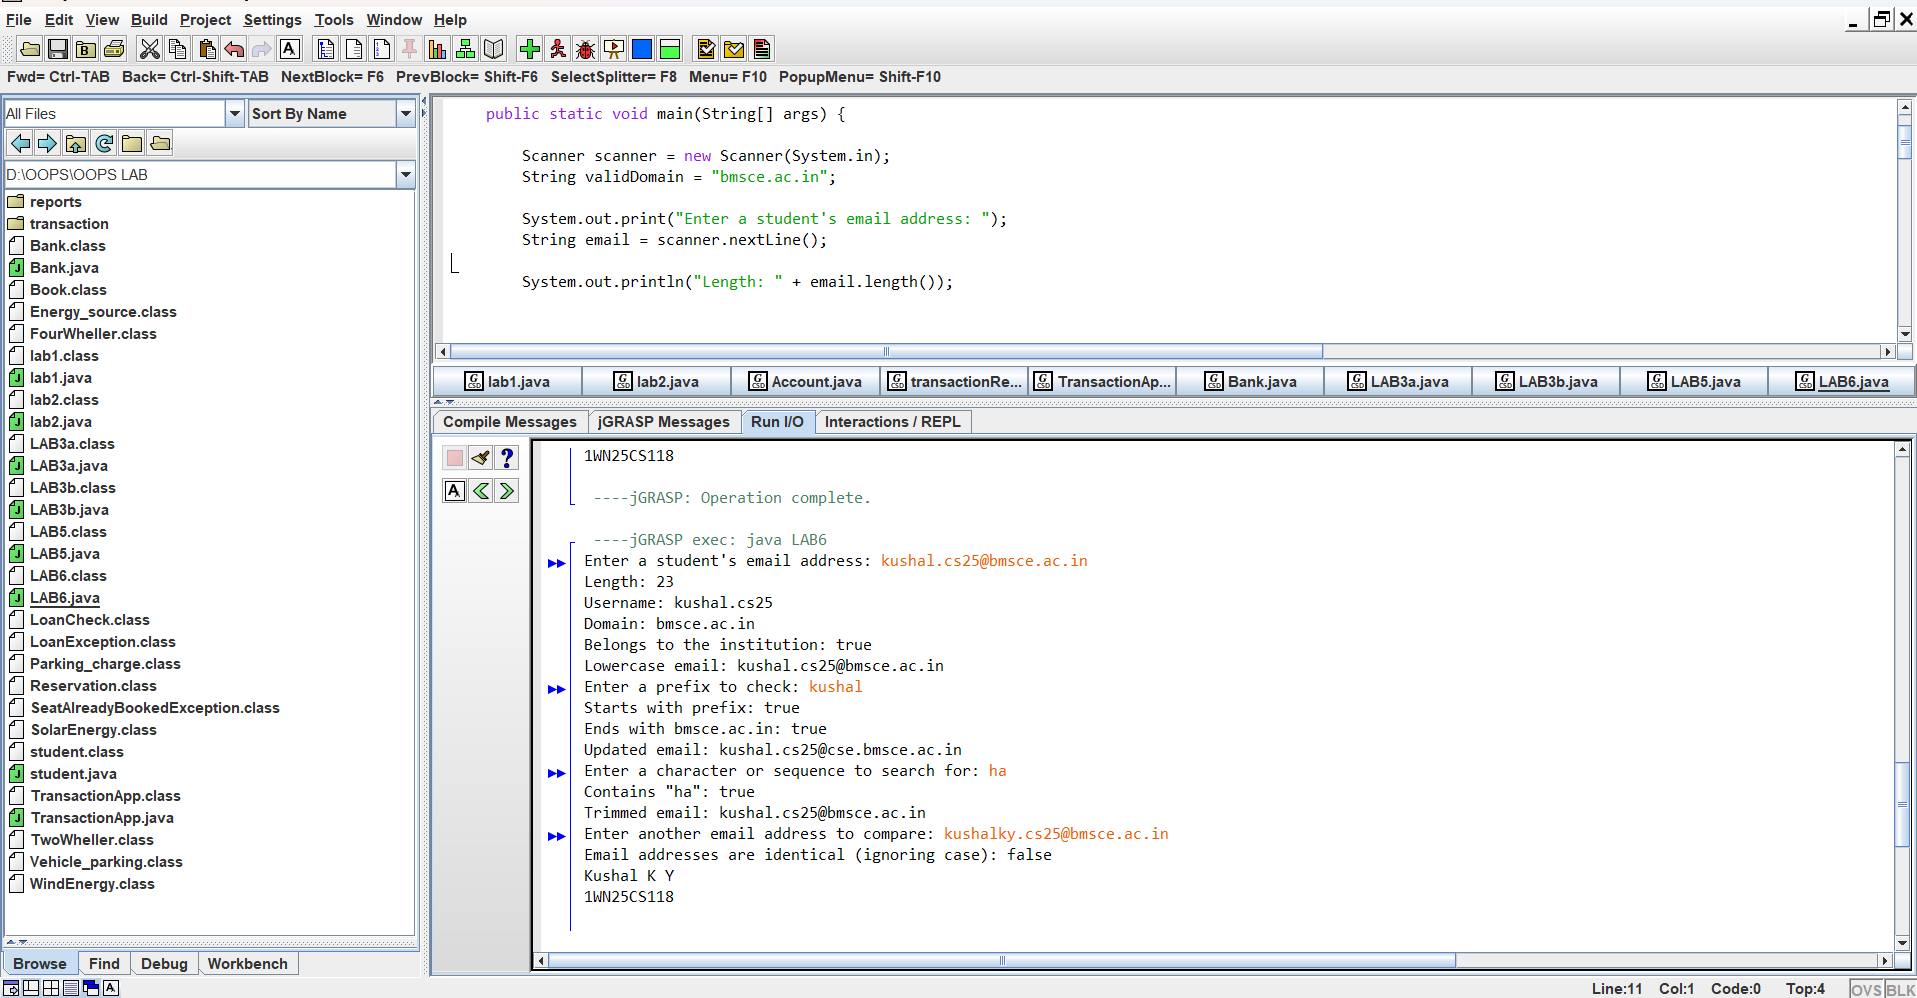 File Edit View Build Project Settings Tools Window Help
Fwd= Ctrl-TAB Back= Ctrl-Shift-TAB NextBlock= F6 PrevBlock= Shift-F6 SelectSplitter= F8 Menu= F10 PopupMenu= Shift-F10
All Files
Sort By Name
D:\OOPS\OOPS LAB
reports
transaction
Bank.class
Bank.java
Book.class
Energy_source.class
FourWheller.class
lab1.class
lab1.java
lab2.class
lab2.java
LAB3a.class
LAB3a.java
LAB3b.class
LAB3b.java
LAB5.class
LAB5.java
LAB6.class
LAB6.java
LoanCheck.class
LoanException.class
Parking_charge.class
Reservation.class
SeatAlreadyBookedException.class
SolarEnergy.class
student.class
student.java
TransactionApp.class
TransactionApp.java
TwoWheller.class
Vehicle_parking.class
WindEnergy.class
Browse Find Debug Workbench
public static void main(String[] args) {
Scanner scanner = new Scanner(System.in);
String validDomain = "bmsce.ac.in";
System.out.print("Enter a student's email address: ");
String email = scanner.nextLine();
System.out.println("Length: " + email.length());
lab1.java lab2.java Account.java transactionRe... TransactionAp... Bank.java LAB3a.java LAB3b.java LAB5.java LAB6.java
Compile Messages jGRASP Messages Run I/O Interactions / REPL
1WN25CS118
----jGRASP: Operation complete.
----jGRASP exec: java LAB6
Enter a student's email address: kushal.cs25@bmsce.ac.in
Length: 23
Username: kushal.cs25
Domain: bmsce.ac.in
Belongs to the institution: true
Lowercase email: kushal.cs25@bmsce.ac.in
Enter a prefix to check: kushal
Starts with prefix: true
Ends with bmsce.ac.in: true
Updated email: kushal.cs25@cse.bmsce.ac.in
Enter a character or sequence to search for: ha
Contains "ha": true
Trimmed email: kushal.cs25@bmsce.ac.in
Enter another email address to compare: kushalky.cs25@bmsce.ac.in
Email addresses are identical (ignoring case): false
Kushal K Y
1WN25CS118
Line:11 Col:1 Code:0 Top:4 OVS BLK